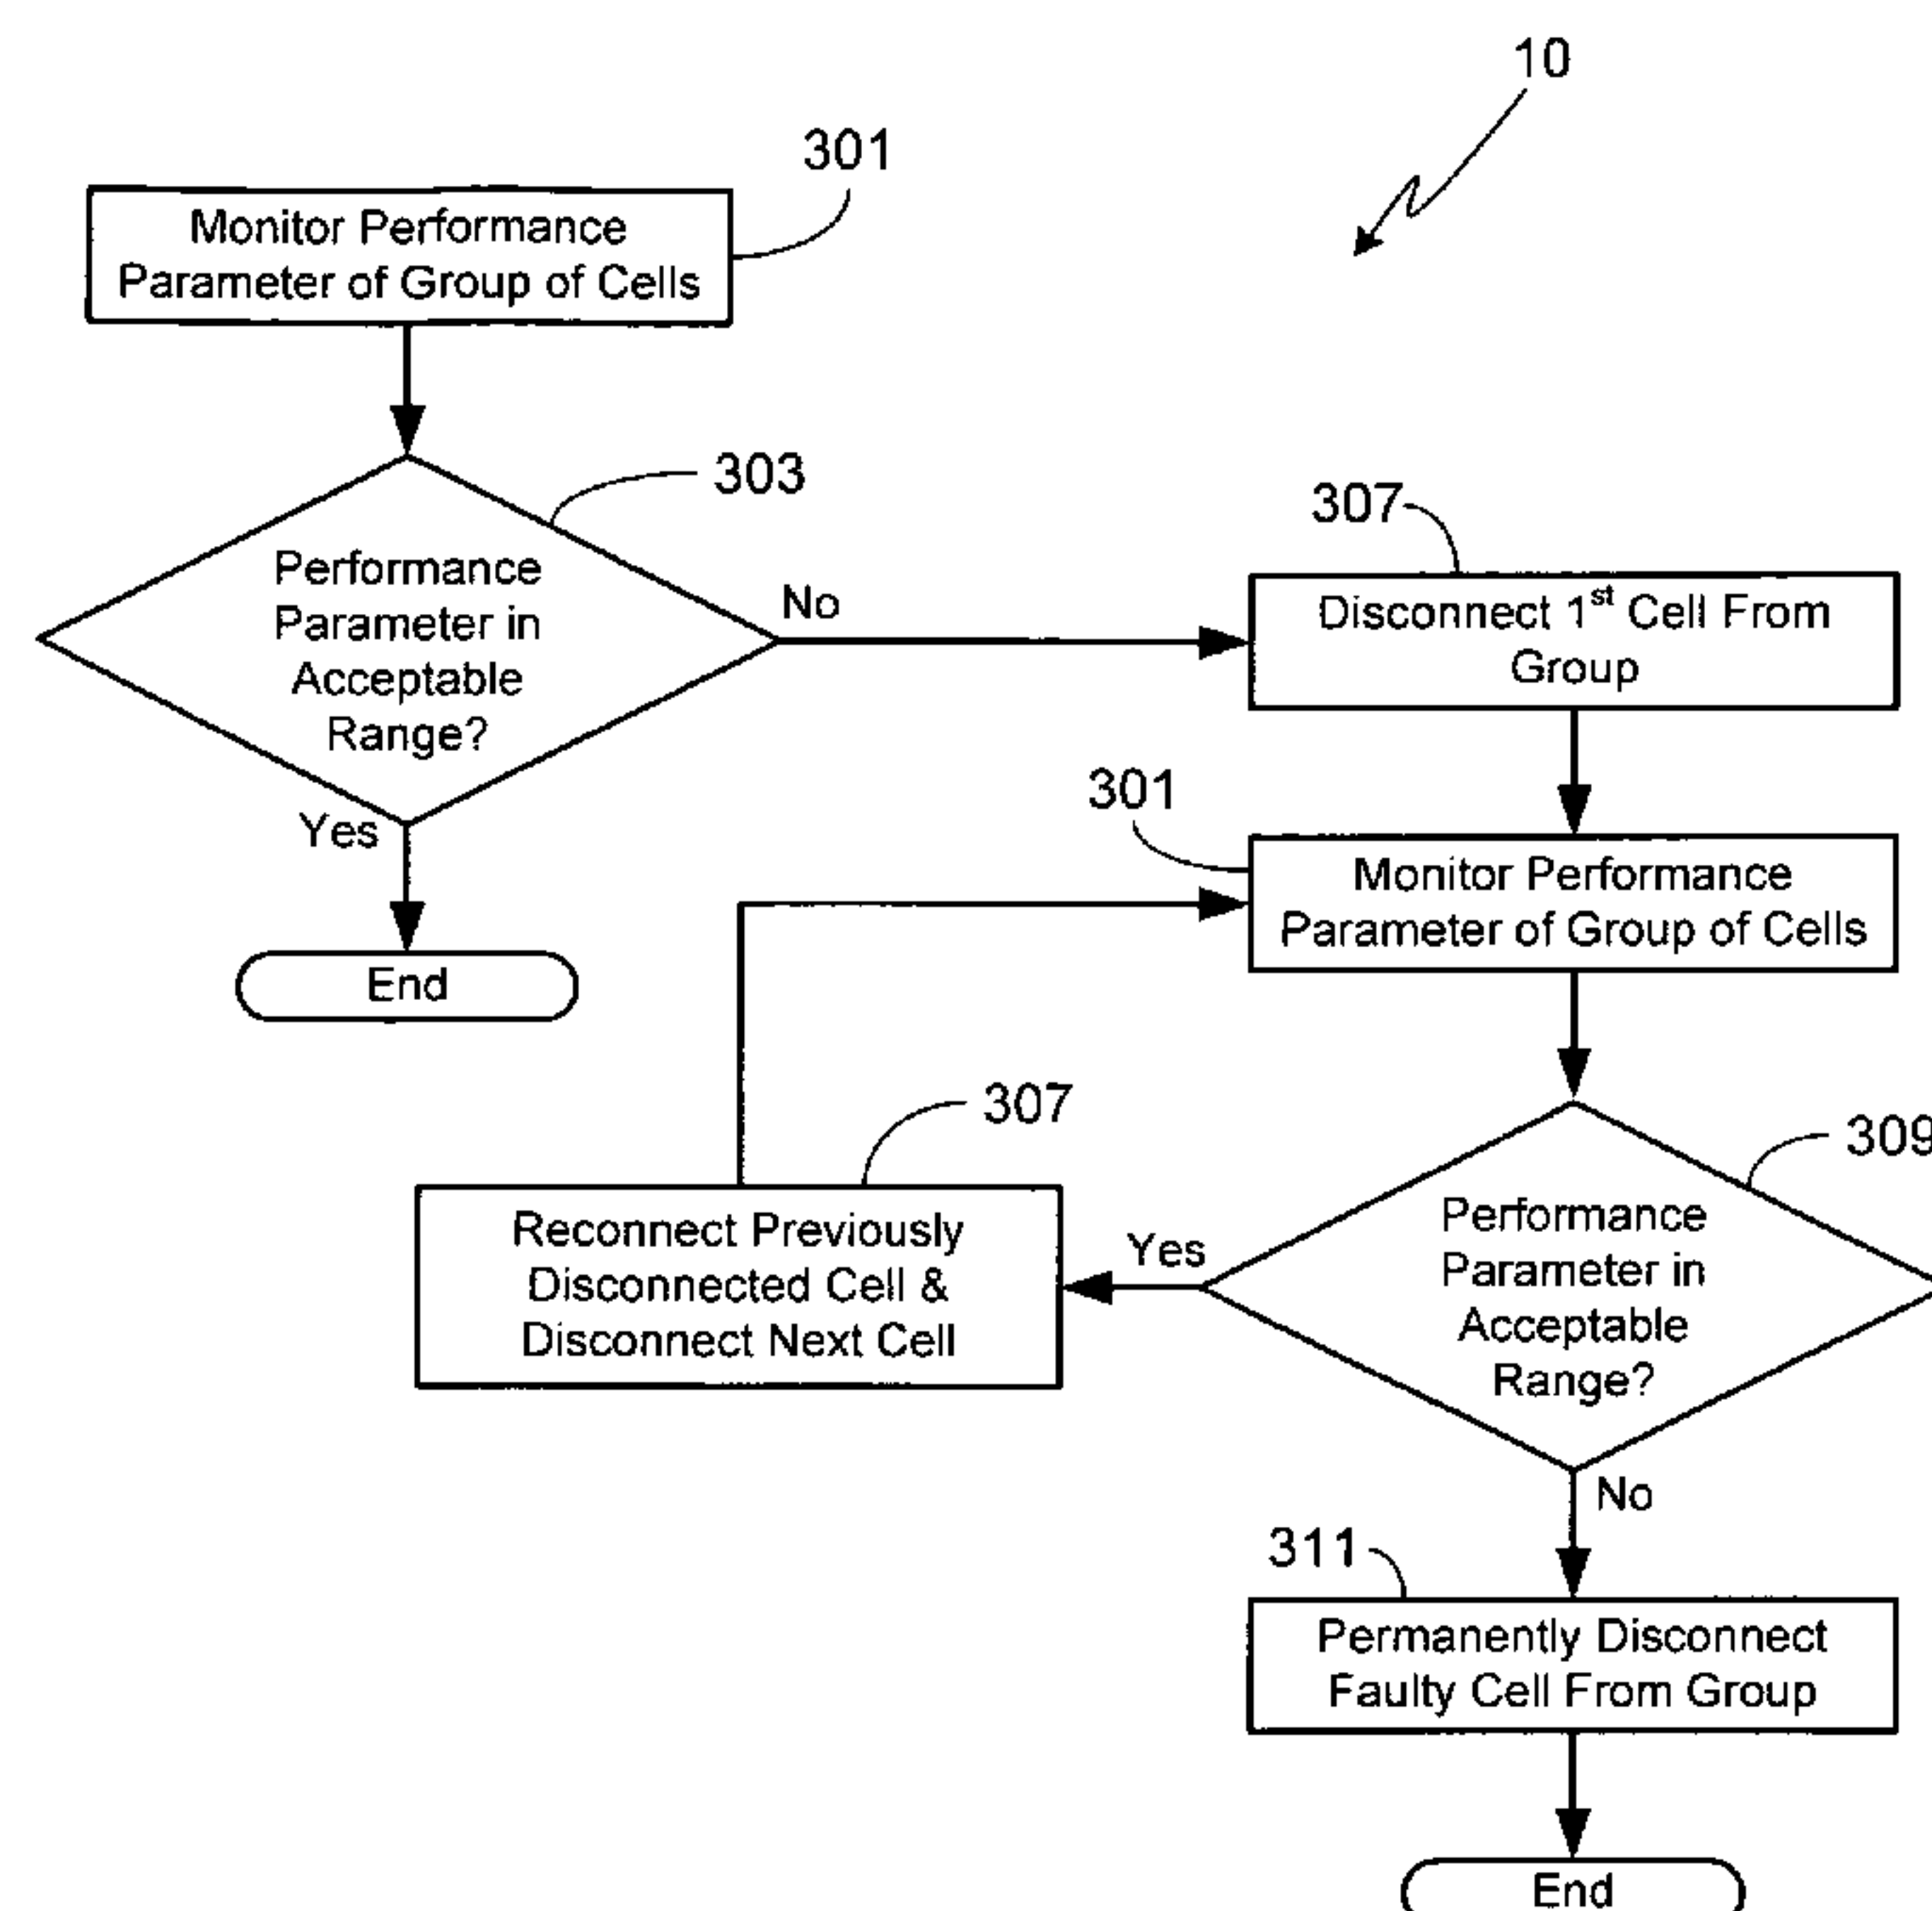 10
301
Monitor Performance
Parameter of Group of Cells
303
Performance
Parameter in
Acceptable
Range?
No
Yes
End
307
Disconnect 1st Cell From
Group
301
Monitor Performance
Parameter of Group of Cells
309
Performance
Parameter in
Acceptable
Range?
Yes
307
Reconnect Previously
Disconnected Cell &
Disconnect Next Cell
No
311
Permanently Disconnect
Faulty Cell From Group
End